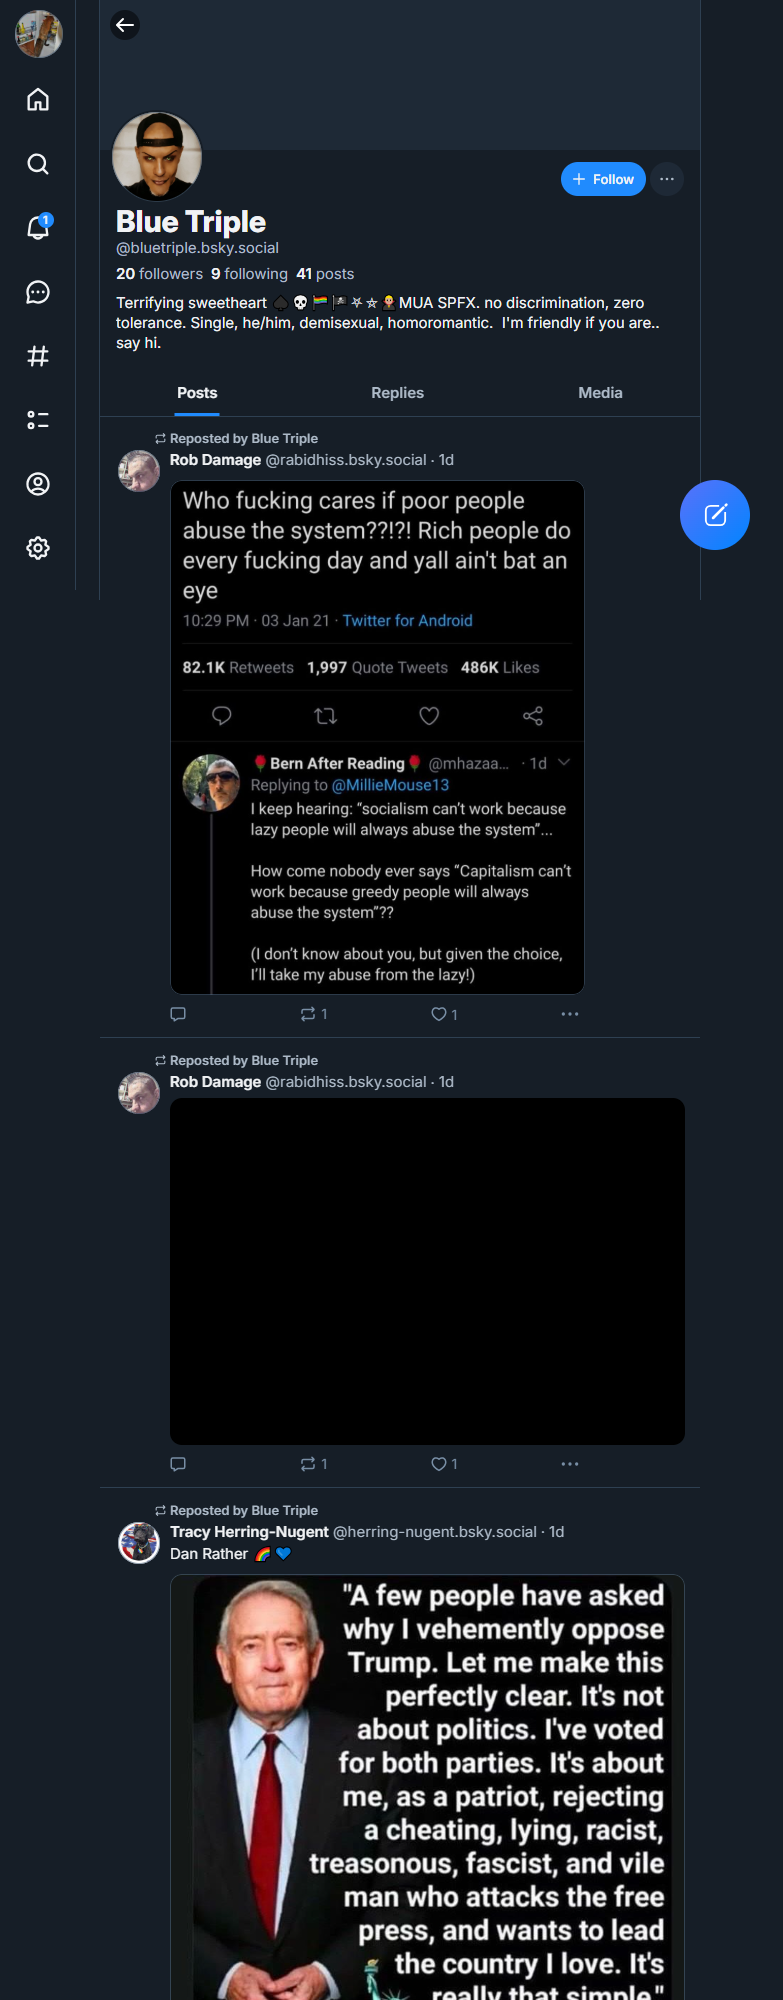 1
Follow
Blue Triple
@bluetriple.bsky.social
20 followers 9 following 41 posts
Terrifying sweetheart ♠️💀🏳️‍🌈🏴‍☠️⛧⛤👩‍🎤 MUA SPFX. no discrimination, zero
tolerance. Single, he/him, demisexual, homoromantic. I'm friendly if you are..
say hi.
Posts Replies Media
Reposted by Blue Triple
Rob Damage @rabidhiss.bsky.social · 1d
Who fucking cares if poor people
abuse the system??!?! Rich people do
every fucking day and yall ain't bat an
eye
10:29 PM · 03 Jan 21 · Twitter for Android
82.1K Retweets 1,997 Quote Tweets 486K Likes
🌹Bern After Reading🌹 @mhazaa... · 1d
Replying to @MillieMouse13
I keep hearing: “socialism can’t work because
lazy people will always abuse the system”...
How come nobody ever says “Capitalism can’t
work because greedy people will always
abuse the system”??
(I don’t know about you, but given the choice,
I’ll take my abuse from the lazy!)
1 1
Reposted by Blue Triple
Rob Damage @rabidhiss.bsky.social · 1d
1 1
Reposted by Blue Triple
Tracy Herring-Nugent @herring-nugent.bsky.social · 1d
Dan Rather 🌈💙
"A few people have asked
why I vehemently oppose
Trump. Let me make this
perfectly clear. It's not
about politics. I've voted
for both parties. It's about
me, as a patriot, rejecting
a cheating, lying, racist,
treasonous, fascist, and vile
man who attacks the free
press, and wants to lead
the country I love. It's
really that simple."